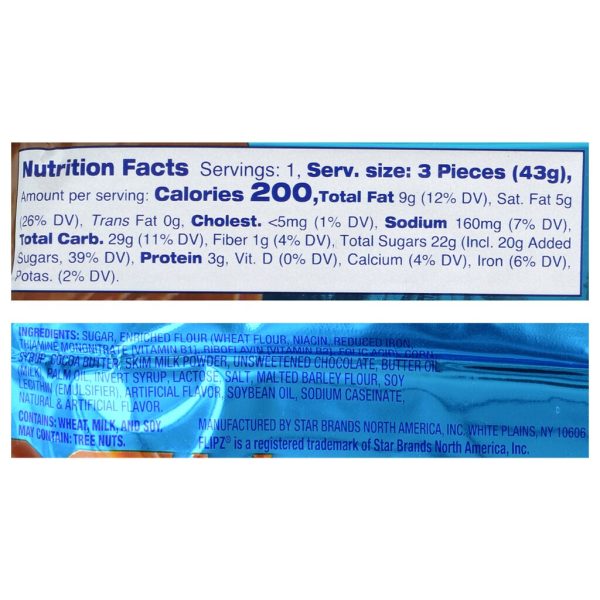 Nutrition Facts Servings: 1, Serv. size: 3 Pieces (43g),
Amount per serving: Calories 200, Total Fat 9g (12% DV), Sat. Fat 5g
(26% DV), Trans Fat 0g, Cholest. <5mg (1% DV), Sodium 160mg (7% DV),
Total Carb. 29g (11% DV), Fiber 1g (4% DV), Total Sugars 22g (Incl. 20g Added
Sugars, 39% DV), Protein 3g, Vit. D (0% DV), Calcium (4% DV), Iron (6% DV),
Potas. (2% DV).
INGREDIENTS: SUGAR, ENRICHED FLOUR (WHEAT FLOUR, NIACIN, REDUCED IRON,
THIAMINE MONONITRATE (VITAMIN B1), RIBOFLAVIN (VITAMIN B2), FOLIC ACID), CORN
SYRUP, COCOA BUTTER, SKIM MILK POWDER, UNSWEETENED CHOCOLATE, BUTTER OIL
(MILK), PALM OIL, INVERT SYRUP, LACTOSE, SALT, MALTED BARLEY FLOUR, SOY
LECITHIN (EMULSIFIER), ARTIFICIAL FLAVOR, SOYBEAN OIL, SODIUM CASEINATE,
NATURAL & ARTIFICIAL FLAVOR.
CONTAINS: WHEAT, MILK, AND SOY. MANUFACTURED BY STAR BRANDS NORTH AMERICA, INC. WHITE PLAINS, NY 10606
MAY CONTAIN: TREE NUTS. FLIPZ® is a registered trademark of Star Brands North America, Inc.